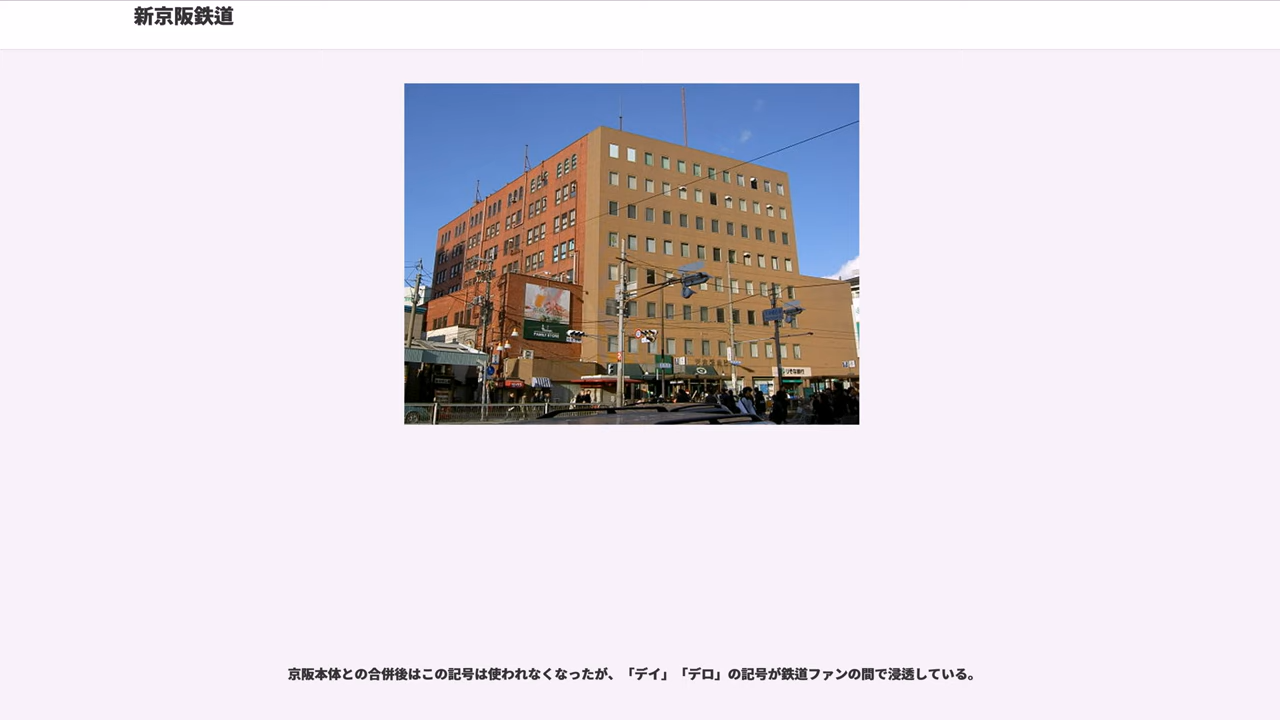 新京阪鉄道
京阪本体との合併後はこの記号は使われなくなったが、「デイ」「デロ」の記号が鉄道ファンの間で浸透している。